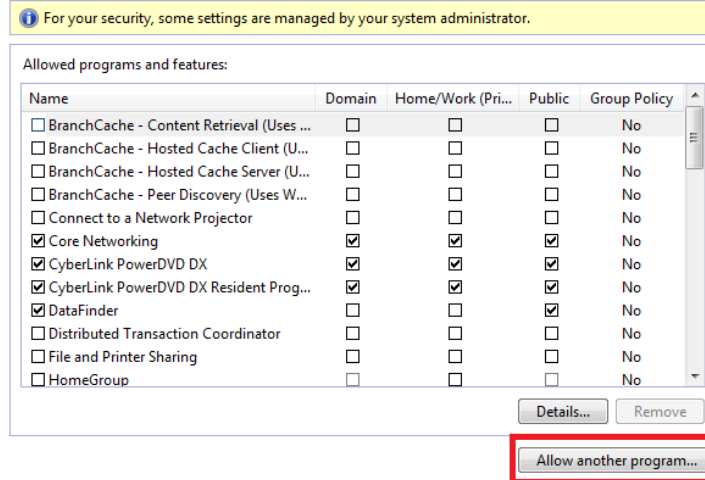 For your security, some settings are managed by your system administrator.
Allowed programs and features:
Name Domain Home/Work (Pri... Public Group Policy
BranchCache - Content Retrieval (Uses ... No
BranchCache - Hosted Cache Client (U... No
BranchCache - Hosted Cache Server (U... No
BranchCache - Peer Discovery (Uses W... No
Connect to a Network Projector No
Core Networking No
CyberLink PowerDVD DX No
CyberLink PowerDVD DX Resident Prog... No
DataFinder No
Distributed Transaction Coordinator No
File and Printer Sharing No
HomeGroup No
Details... Remove
Allow another program...